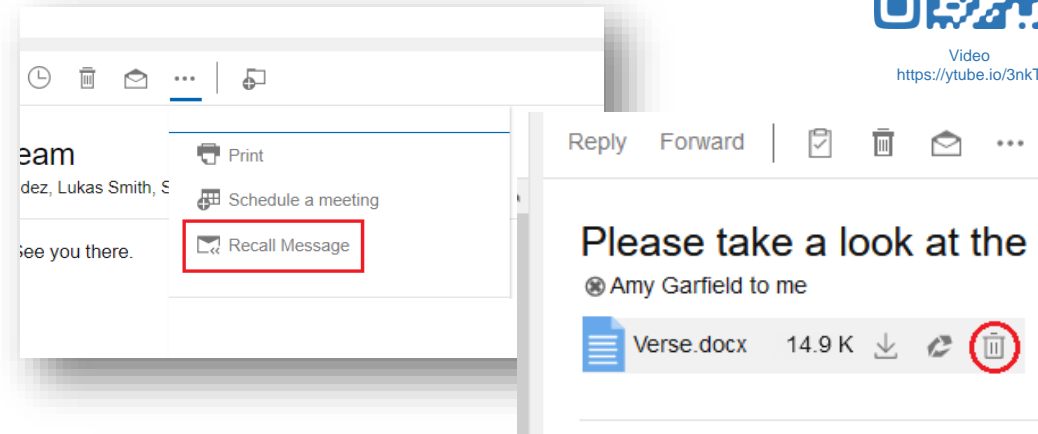 Video
https://ytube.io/3nkT
eam
Print
dez, Lukas Smith, S
Schedule a meeting
See you there.
Recall Message
Reply Forward
Please take a look at the
Amy Garfield to me
Verse.docx 14.9 K